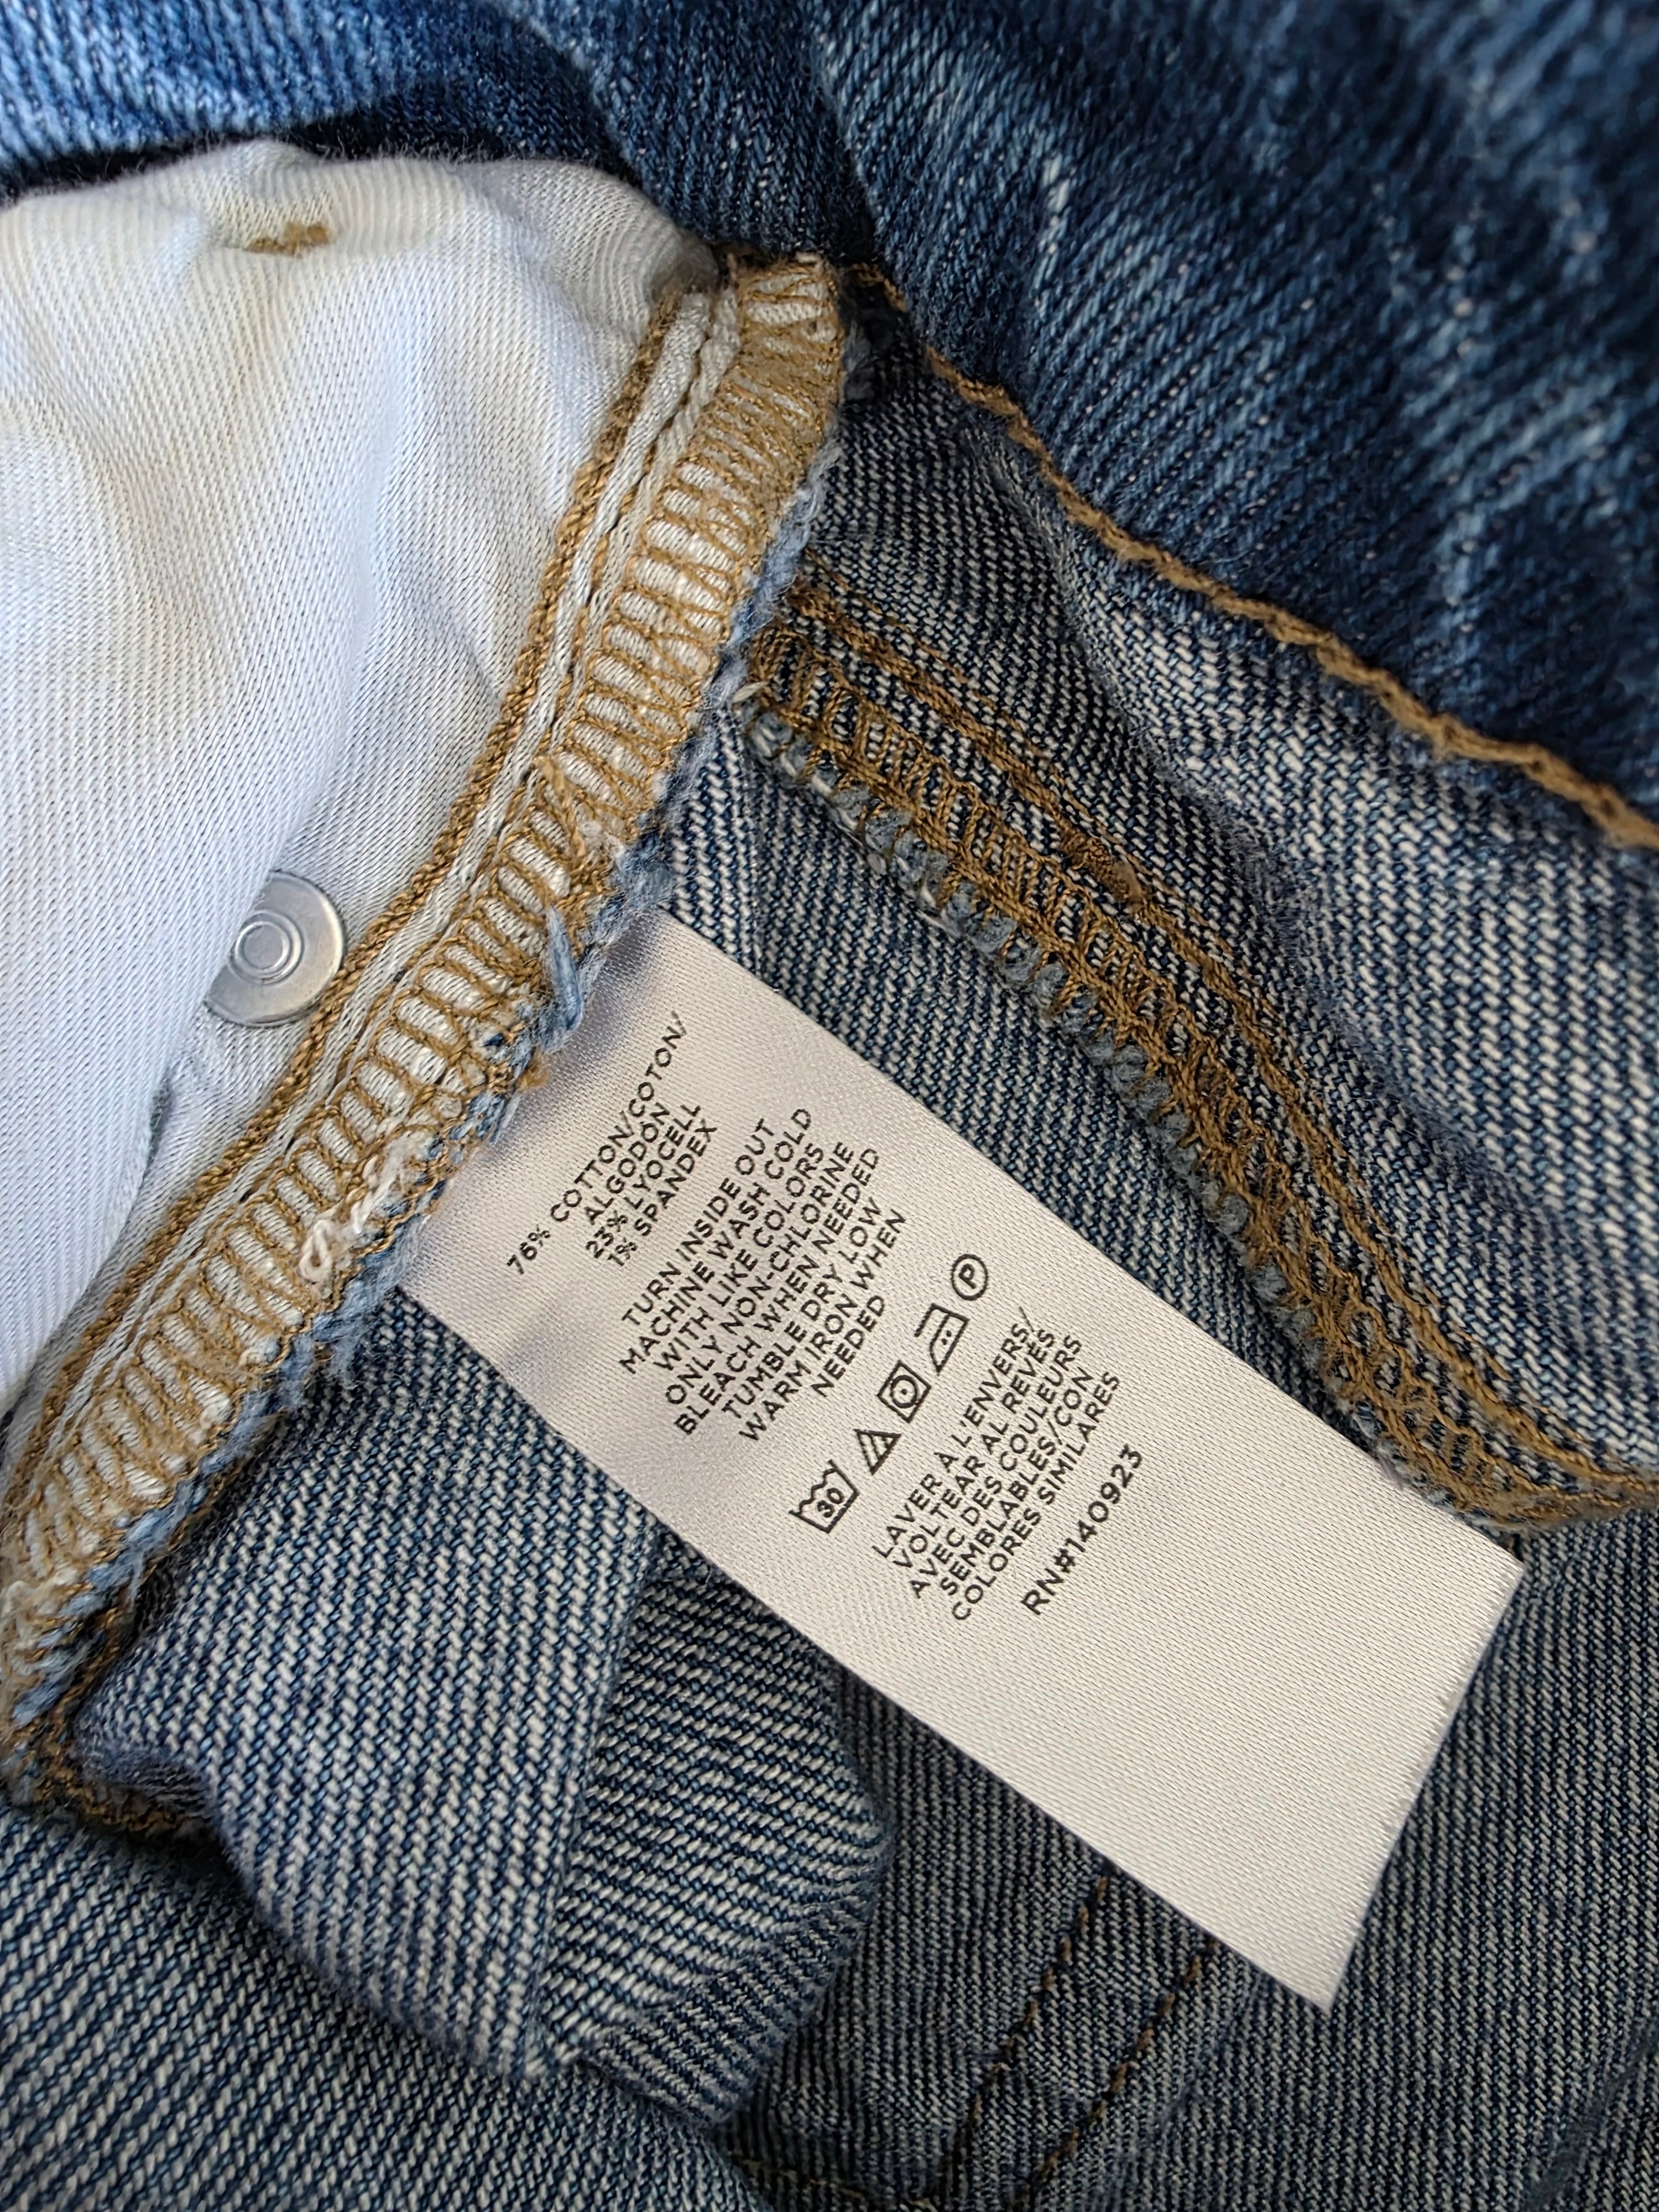 76% COTTON/COTON/
ALGODÓN
23% LYOCELL
1% SPANDEX
TURN INSIDE OUT
MACHINE WASH COLD
WITH LIKE COLORS
ONLY NON-CHLORINE
BLEACH WHEN NEEDED
TUMBLE DRY LOW
WARM IRON WHEN
NEEDED
30 P
LAVER À L'ENVERS/
VOLTEAR AL REVÉS
AVEC DES COULEURS
SEMBLABLES/CON
COLORES SIMILARES
RN#140923